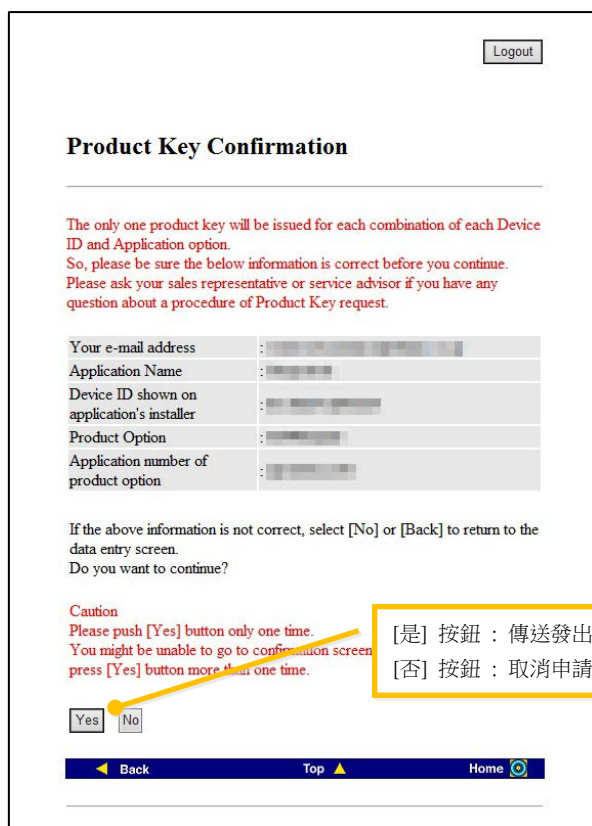 Logout
Product Key Confirmation
The only one product key will be issued for each combination of each Device
ID and Application option.
So, please be sure the below information is correct before you continue.
Please ask your sales representative or service advisor if you have any
question about a procedure of Product Key request.
Your e-mail address :
Application Name :
Device ID shown on
application's installer :
Product Option :
Application number of
product option :
If the above information is not correct, select [No] or [Back] to return to the
data entry screen.
Do you want to continue?
Caution
Please push [Yes] button only one time.
You might be unable to go to confirmation screen
press [Yes] button more than one time.
[是] 按鈕 : 傳送發出
[否] 按鈕 : 取消申請
Yes No
Back Top Home